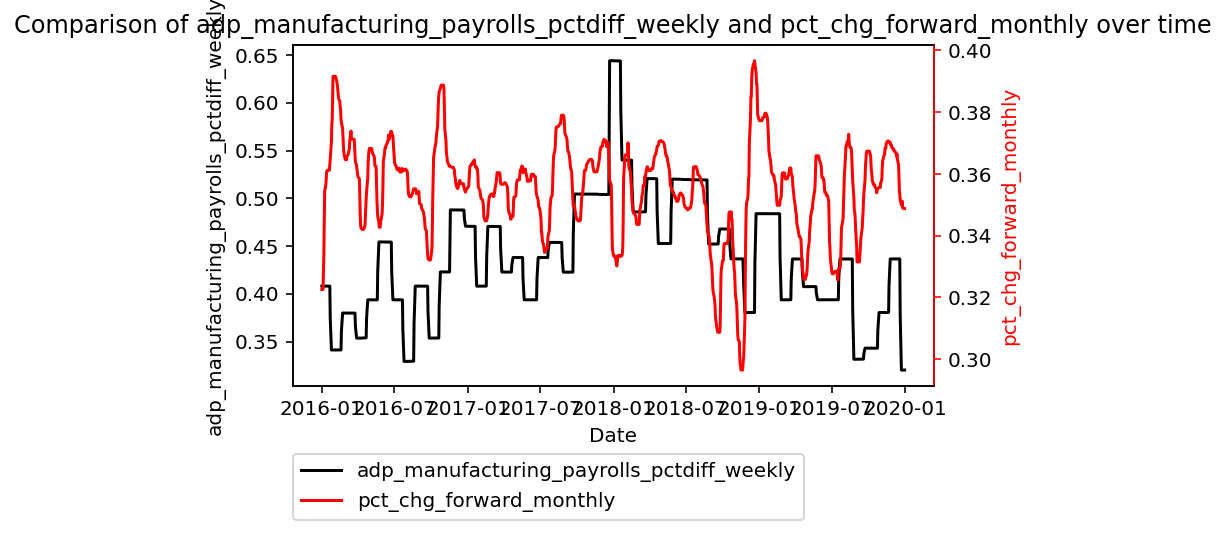 Comparison of adp_manufacturing_payrolls_pctdiff_weekly and pct_chg_forward_monthly over time
adp_manufacturing_payrolls_pctdiff_weekly
0.65
0.60
0.55
0.50
0.45
0.40
0.35
0.40
0.38
0.36
0.34
0.32
0.30
pct_chg_forward_monthly
2016-01 2016-07 2017-01 2017-07 2018-01 2018-07 2019-01 2019-07 2020-01
Date
adp_manufacturing_payrolls_pctdiff_weekly
pct_chg_forward_monthly